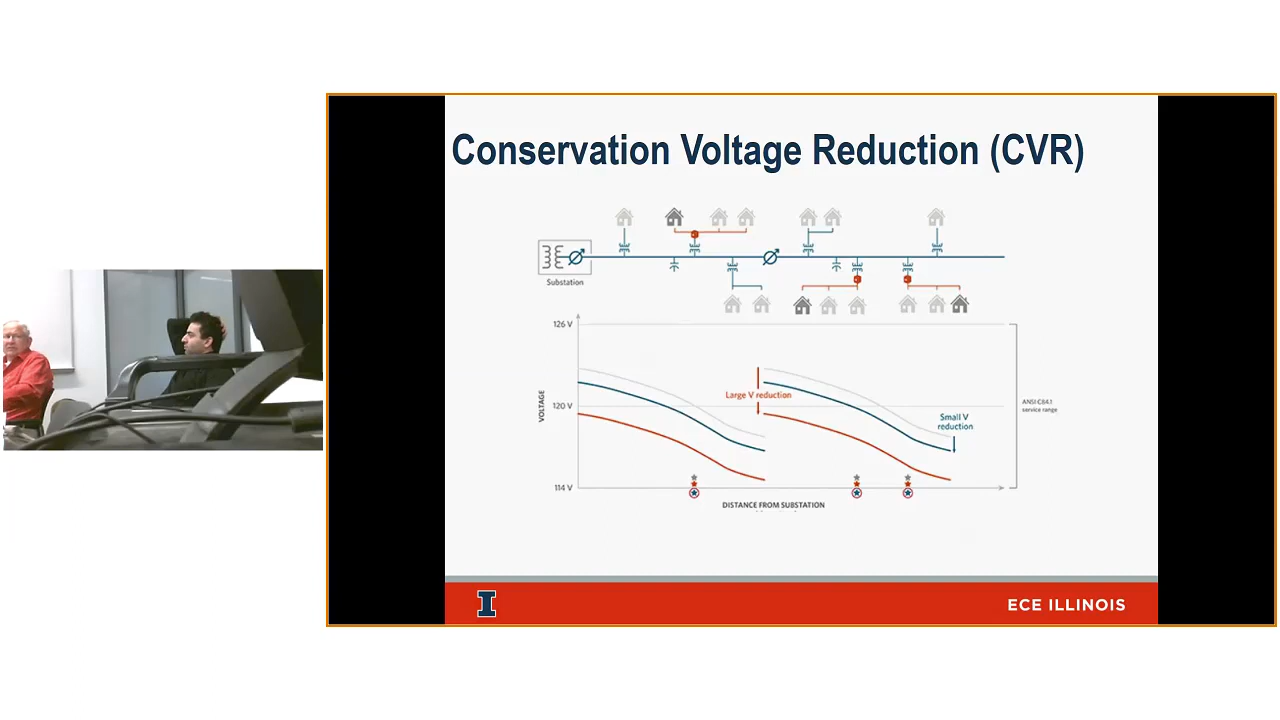 Conservation Voltage Reduction (CVR)
Substation
126 V
Large V reduction
120 V
VOLTAGE
ANSI C84.1
service range
Small V
reduction
114 V
DISTANCE FROM SUBSTATION
I
ECE ILLINOIS